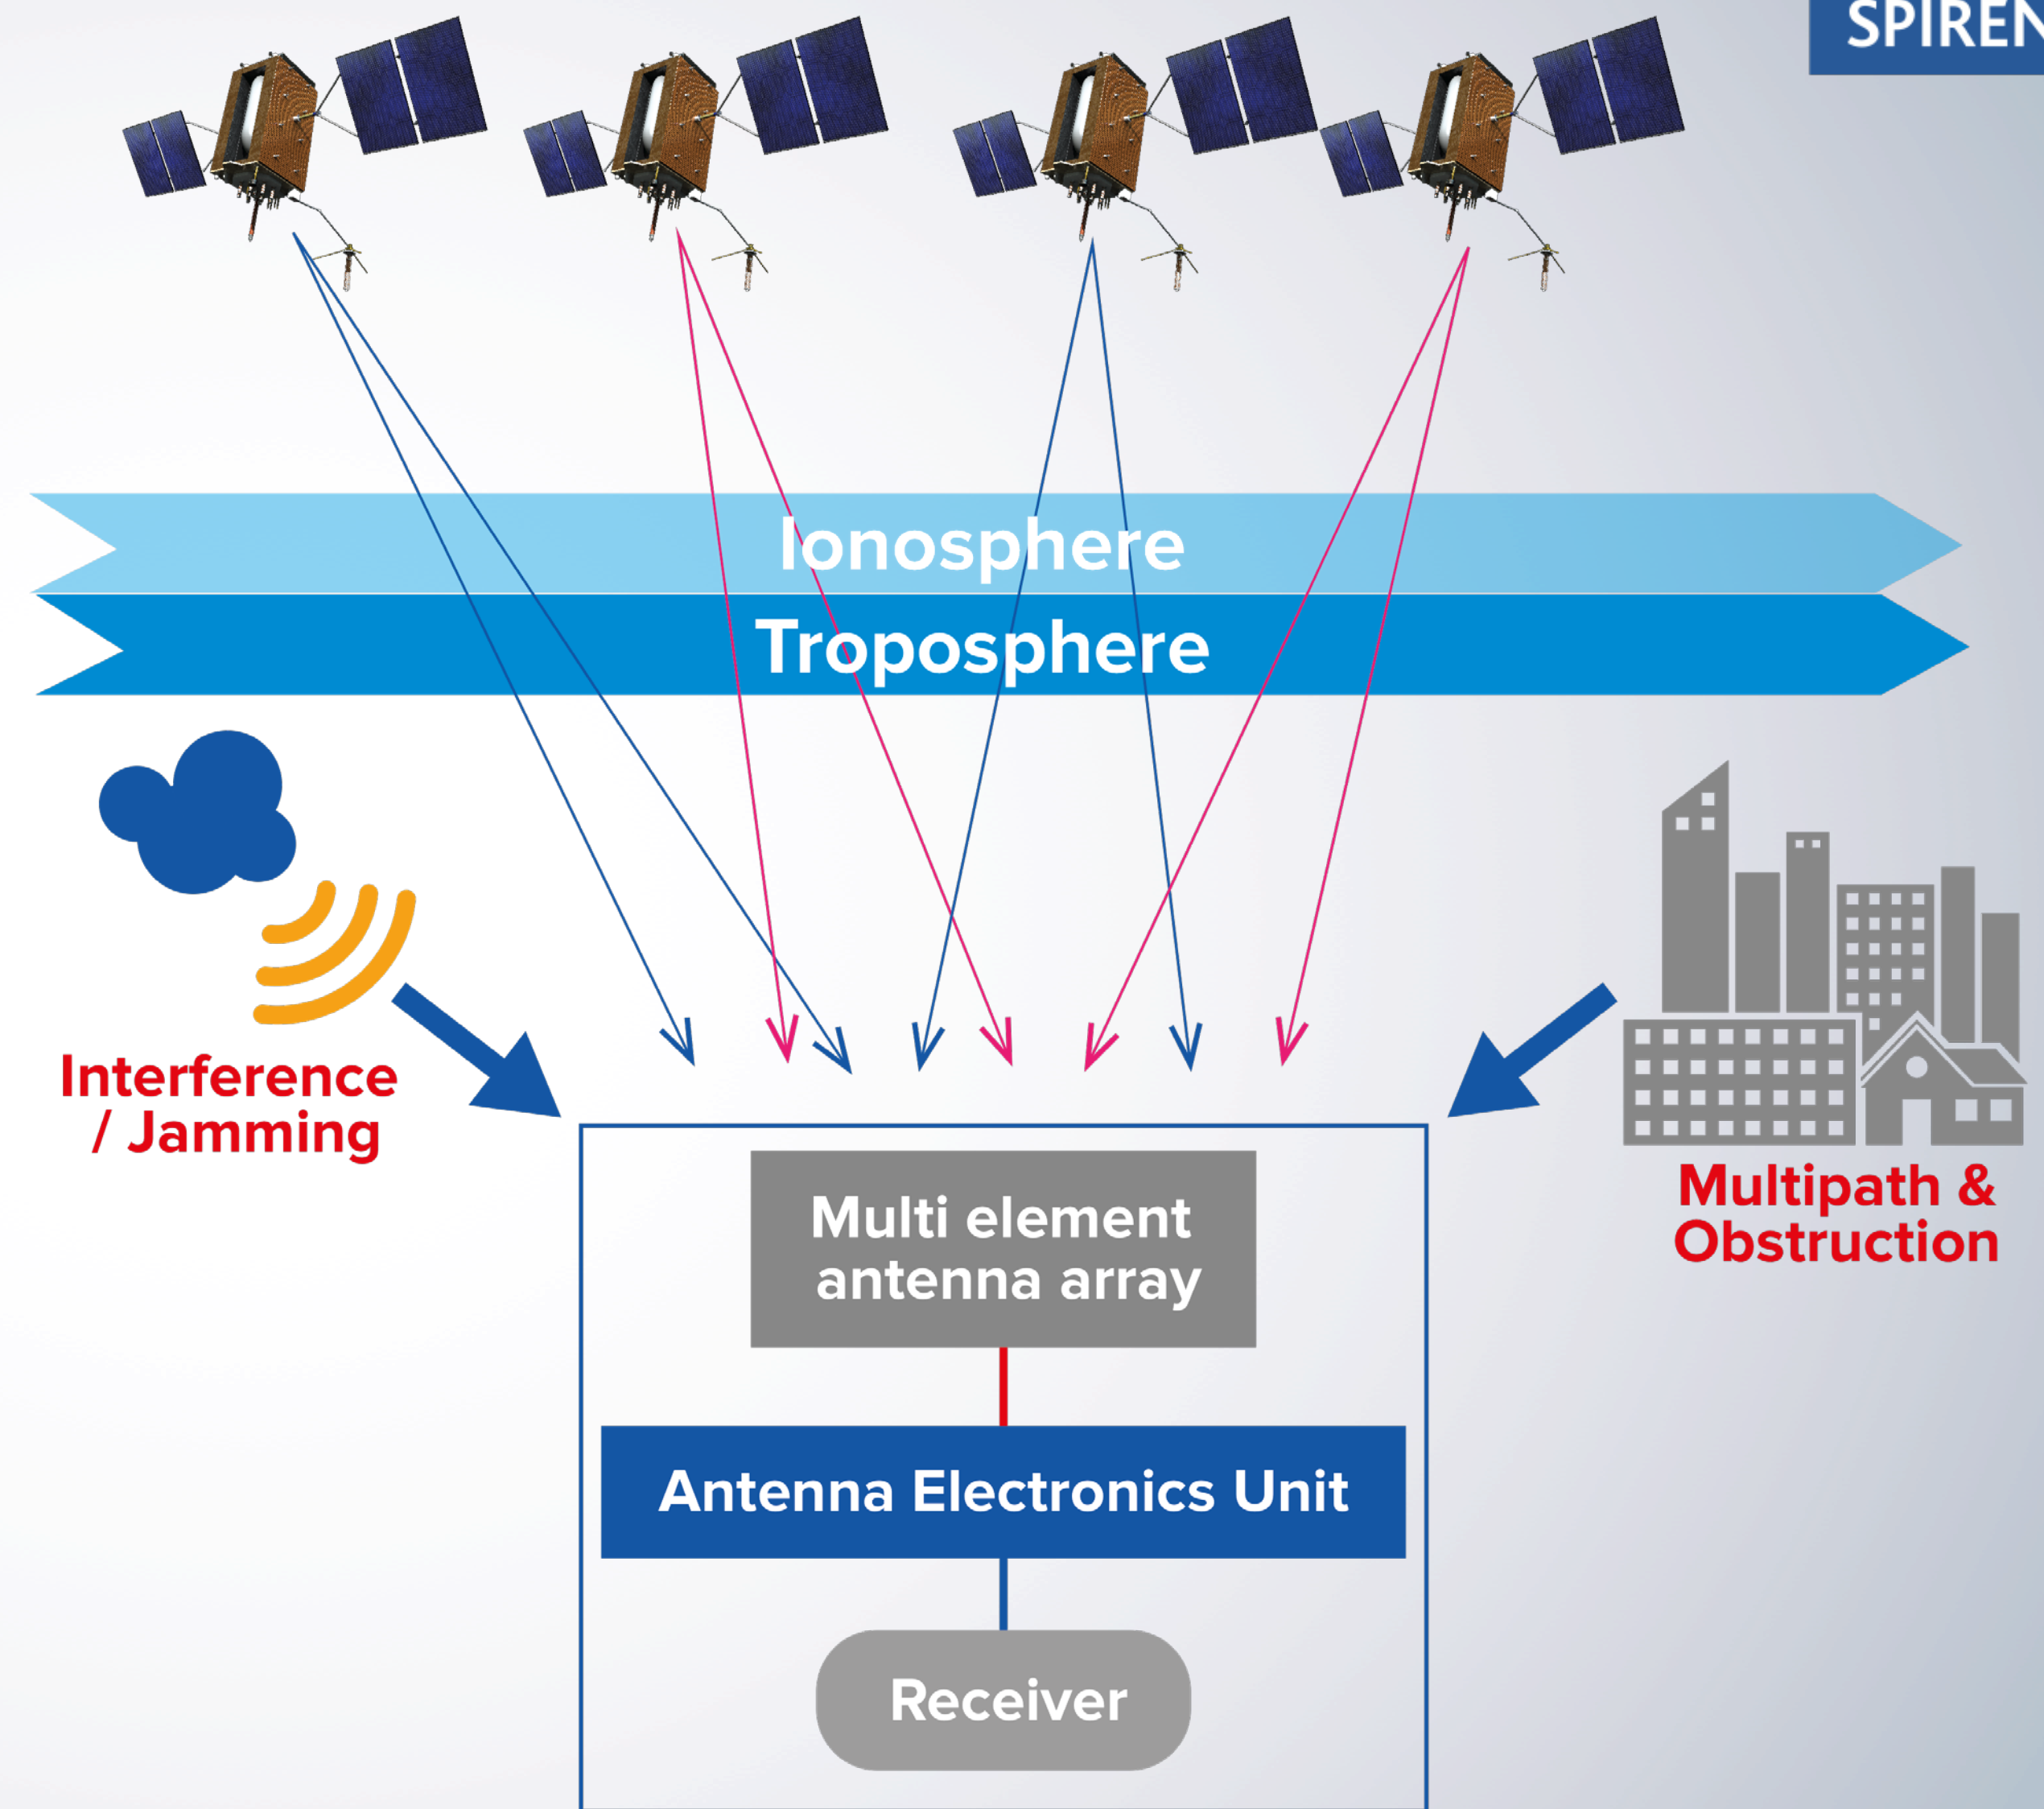 SPIREN
Ionosphere
Troposphere
Interference
/ Jamming
Multipath &
Obstruction
Multi element
antenna array
Antenna Electronics Unit
Receiver